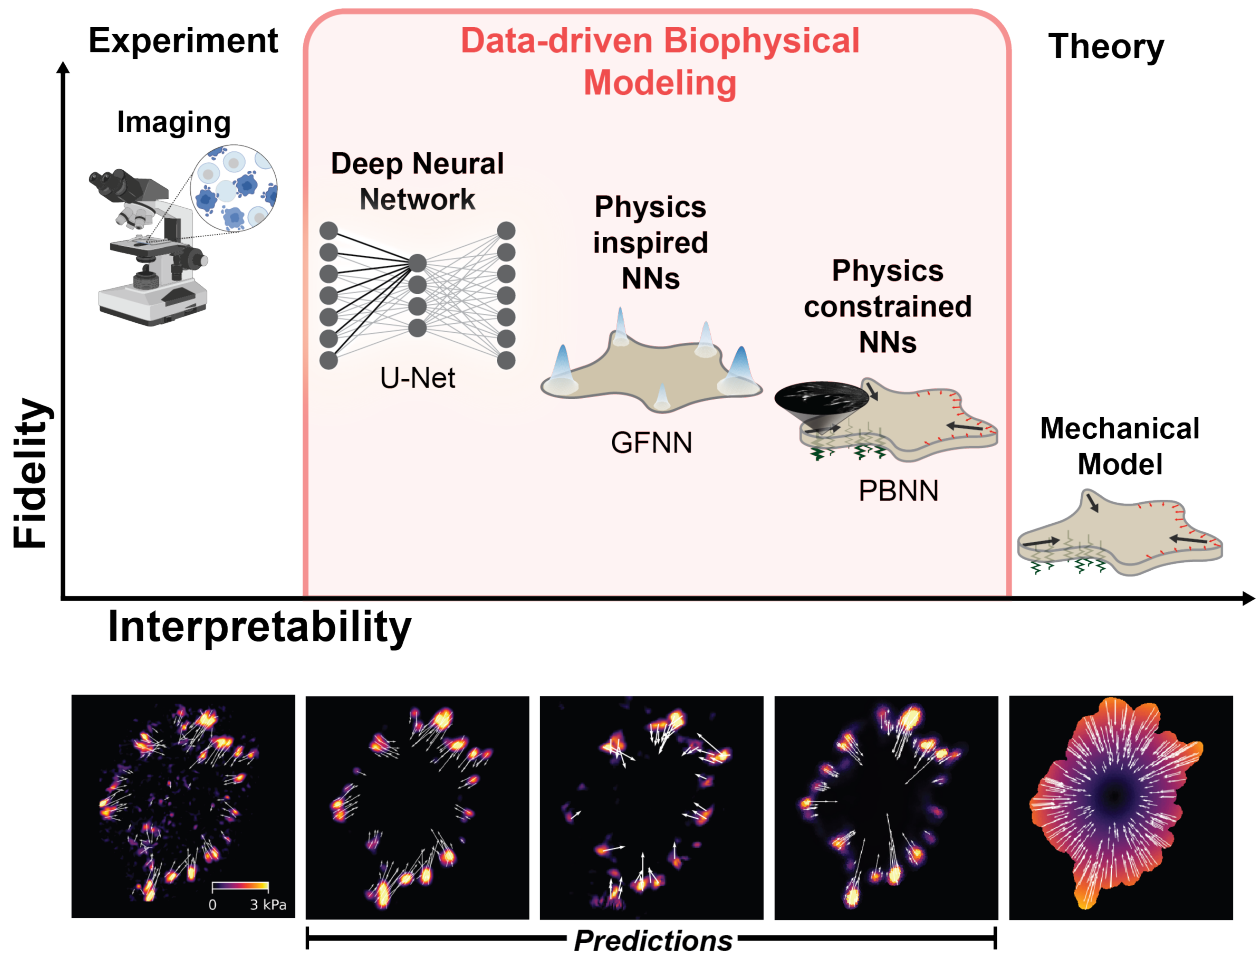 Experiment
Data-driven Biophysical
Modeling
Theory
Imaging
Deep Neural
Network
U-Net
Physics
inspired
NNs
GFNN
Physics
constrained
NNs
PBNN
Mechanical
Model
Fidelity
Interpretability
0
3 kPa
Predictions